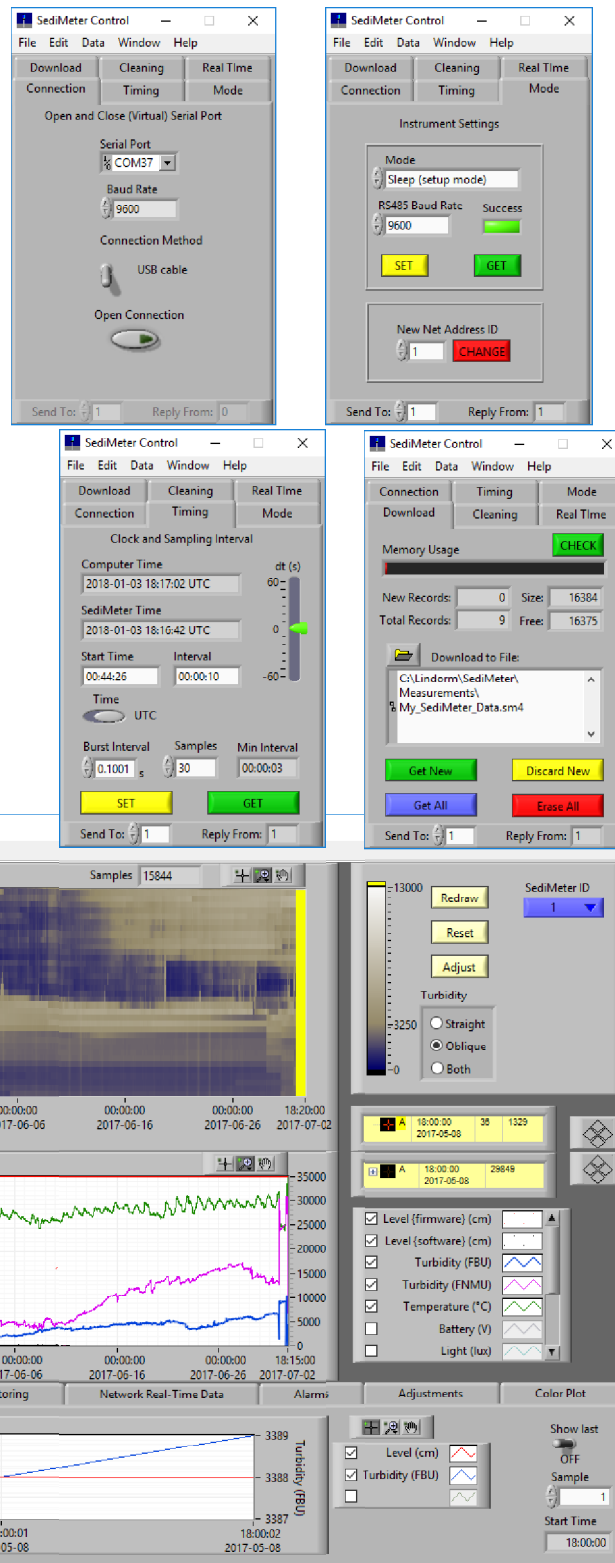 SediMeter Control
File Edit Data Window Help
Download Cleaning Real TIme
Connection Timing Mode
Open and Close (Virtual) Serial Port
Serial Port
COM37
Baud Rate
9600
Connection Method
USB cable
Open Connection
Send To: 1 Reply From: 0
SediMeter Control
File Edit Data Window Help
Download Cleaning Real TIme
Connection Timing Mode
Instrument Settings
Mode
Sleep (setup mode)
RS485 Baud Rate Success
9600
SET GET
New Net Address ID
1 CHANGE
Send To: 1 Reply From: 1
SediMeter Control
File Edit Data Window Help
Download Cleaning Real TIme
Connection Timing Mode
Clock and Sampling Interval
Computer Time dt (s)
2018-01-03 18:17:02 UTC 60
SediMeter Time
2018-01-03 18:16:42 UTC 0
Start Time Interval
00:44:26 00:00:10 -60
Time
UTC
Burst Interval Samples Min Interval
0.1001 s 30 00:00:03
SET GET
Send To: 1 Reply From: 1
SediMeter Control
File Edit Data Window Help
Connection Timing Mode
Download Cleaning Real TIme
Memory Usage CHECK
New Records: 0 Size: 16384
Total Records: 9 Free: 16375
Download to File:
C:\Lindorm\SediMeter\
Measurements\
My_SediMeter_Data.sm4
Get New Discard New
Get All Erase All
Send To: 1 Reply From: 1
Samples 15844
00:00:00 00:00:00 00:00:00 18:20:00
2017-06-06 2017-06-16 2017-06-26 2017-07-02
13000
3250
0
Redraw
Reset
Adjust
Turbidity
Straight
Oblique
Both
SediMeter ID
1
A 18:00:00 36 1329
2017-05-08
A 18:00:00 29849
2017-05-08
35000
30000
25000
20000
15000
10000
5000
0
00:00:00 00:00:00 00:00:00 18:15:00
17-06-06 2017-06-16 2017-06-26 2017-07-02
Level {firmware} (cm)
Level {software} (cm)
Turbidity (FBU)
Turbidity (FNMU)
Temperature (°C)
Battery (V)
Light (lux)
toring Network Real-Time Data Alarms Adjustments Color Plot
3389
3388
3387
Turbidity (FBU)
:00:01 18:00:02
05-08 2017-05-08
Level (cm)
Turbidity (FBU)
Show last
OFF
Sample
1
Start Time
18:00:00